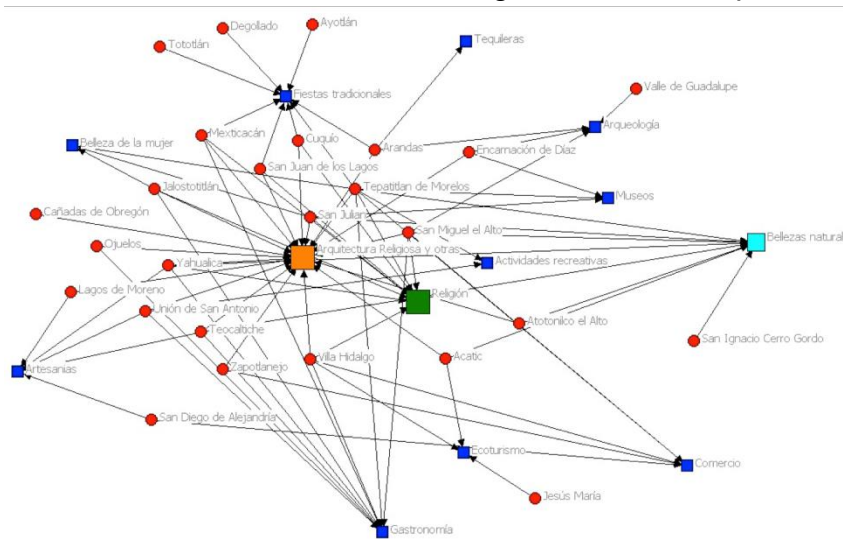 Degollado
Ayotlán
Tototlán
Tequileras
Valle de Guadalupe
Fiestas tradicionales
Arqueología
Mexticacán
Cuquío
Belleza de la mujer
Arandas
Encarnación de Díaz
San Juan de los Lagos
Jalostotitlán
Tepatitlan de Morelos
Museos
Cañadas de Obregón
San Julian
San Miguel el Alto
Bellezas natural
Ojuelos
Arquitectura Religiosa y otras
Yahualica
Actividades recreativas
Lagos de Moreno
Religión
Unión de San Antonio
Teocaltiche
Atotonilco el Alto
San Ignacio Cerro Gordo
Villa Hidalgo
Acatic
Artesanias
Zapotlanejo
San Diego de Alejandría
Ecoturismo
Comercio
Jesús María
Gastronomía